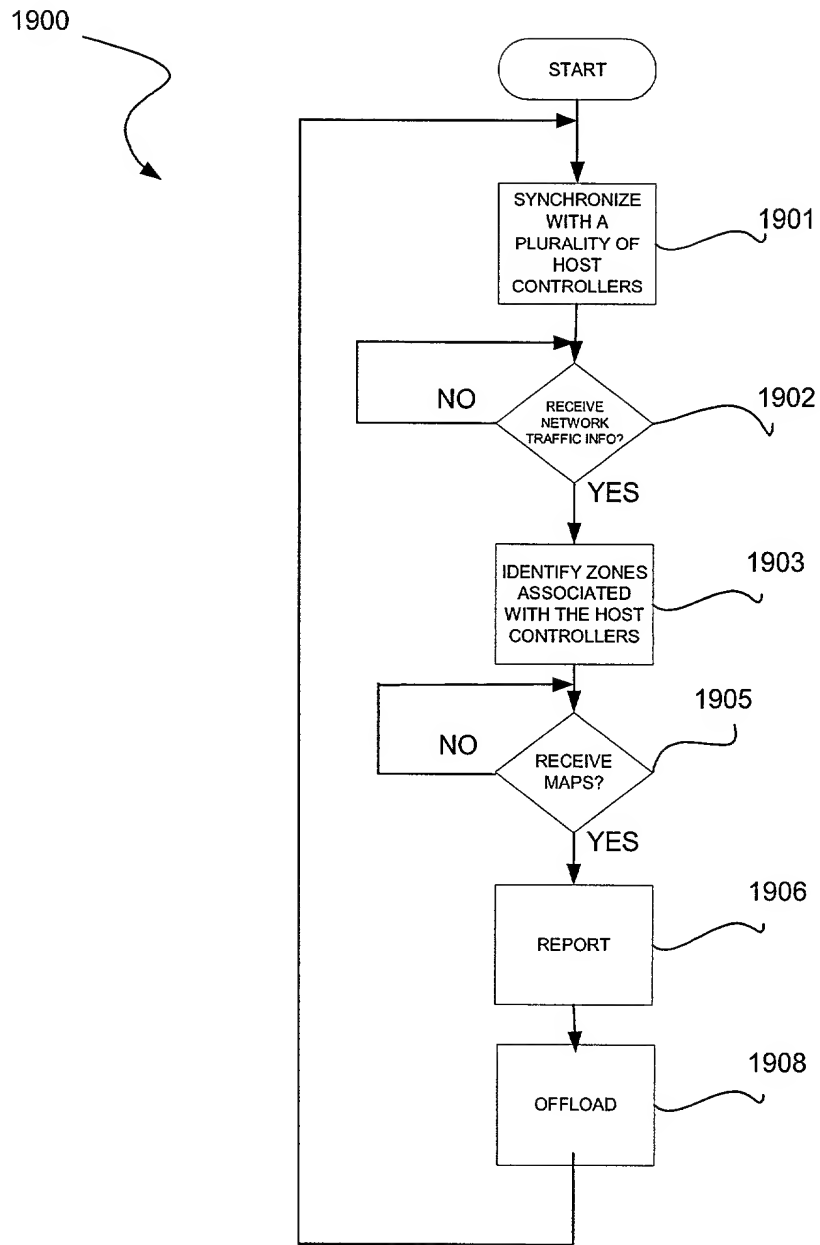 1900
START
SYNCHRONIZE
WITH A
PLURALITY OF
HOST
CONTROLLERS
1901
RECEIVE
NETWORK
TRAFFIC INFO?
1902
NO
YES
IDENTIFY ZONES
ASSOCIATED
WITH THE HOST
CONTROLLERS
1903
RECEIVE
MAPS?
1905
NO
YES
REPORT
1906
OFFLOAD
1908